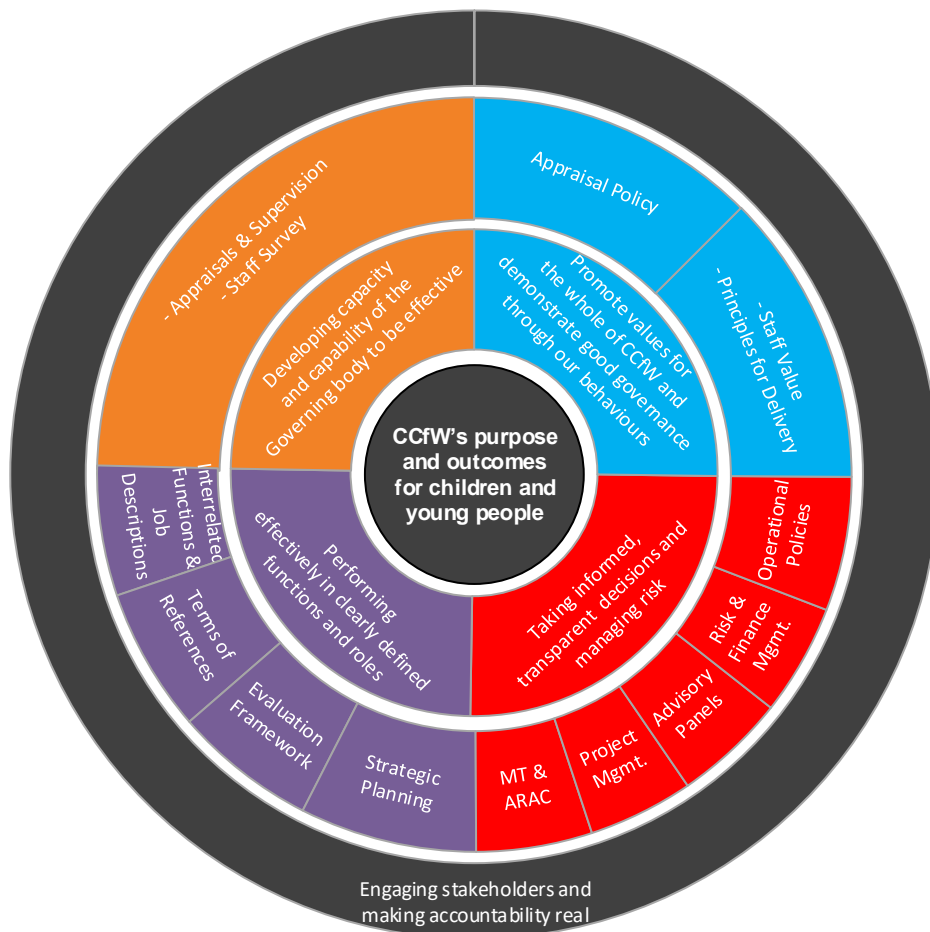 Appraisal Policy
- Staff Value
- Principles for Delivery
Operational
Policies
Risk &
Finance
Mgmt.
Advisory
Panels
Project
Mgmt.
MT &
ARAC
Strategic
Planning
Evaluation
Framework
Terms of
References
Interrelated
Functions &
Job
Descriptions
- Appraisals & Supervision
- Staff Survey
Promote values for
the whole of CCfW and
demonstrate good governance
through our behaviours
Taking informed,
transparent decisions and
managing risk
Performing
effectively in clearly defined
functions and roles
Developing capacity
and capability of the
Governing body to be effective
CCfW’s purpose
and outcomes
for children and
young people
Engaging stakeholders and
making accountability real